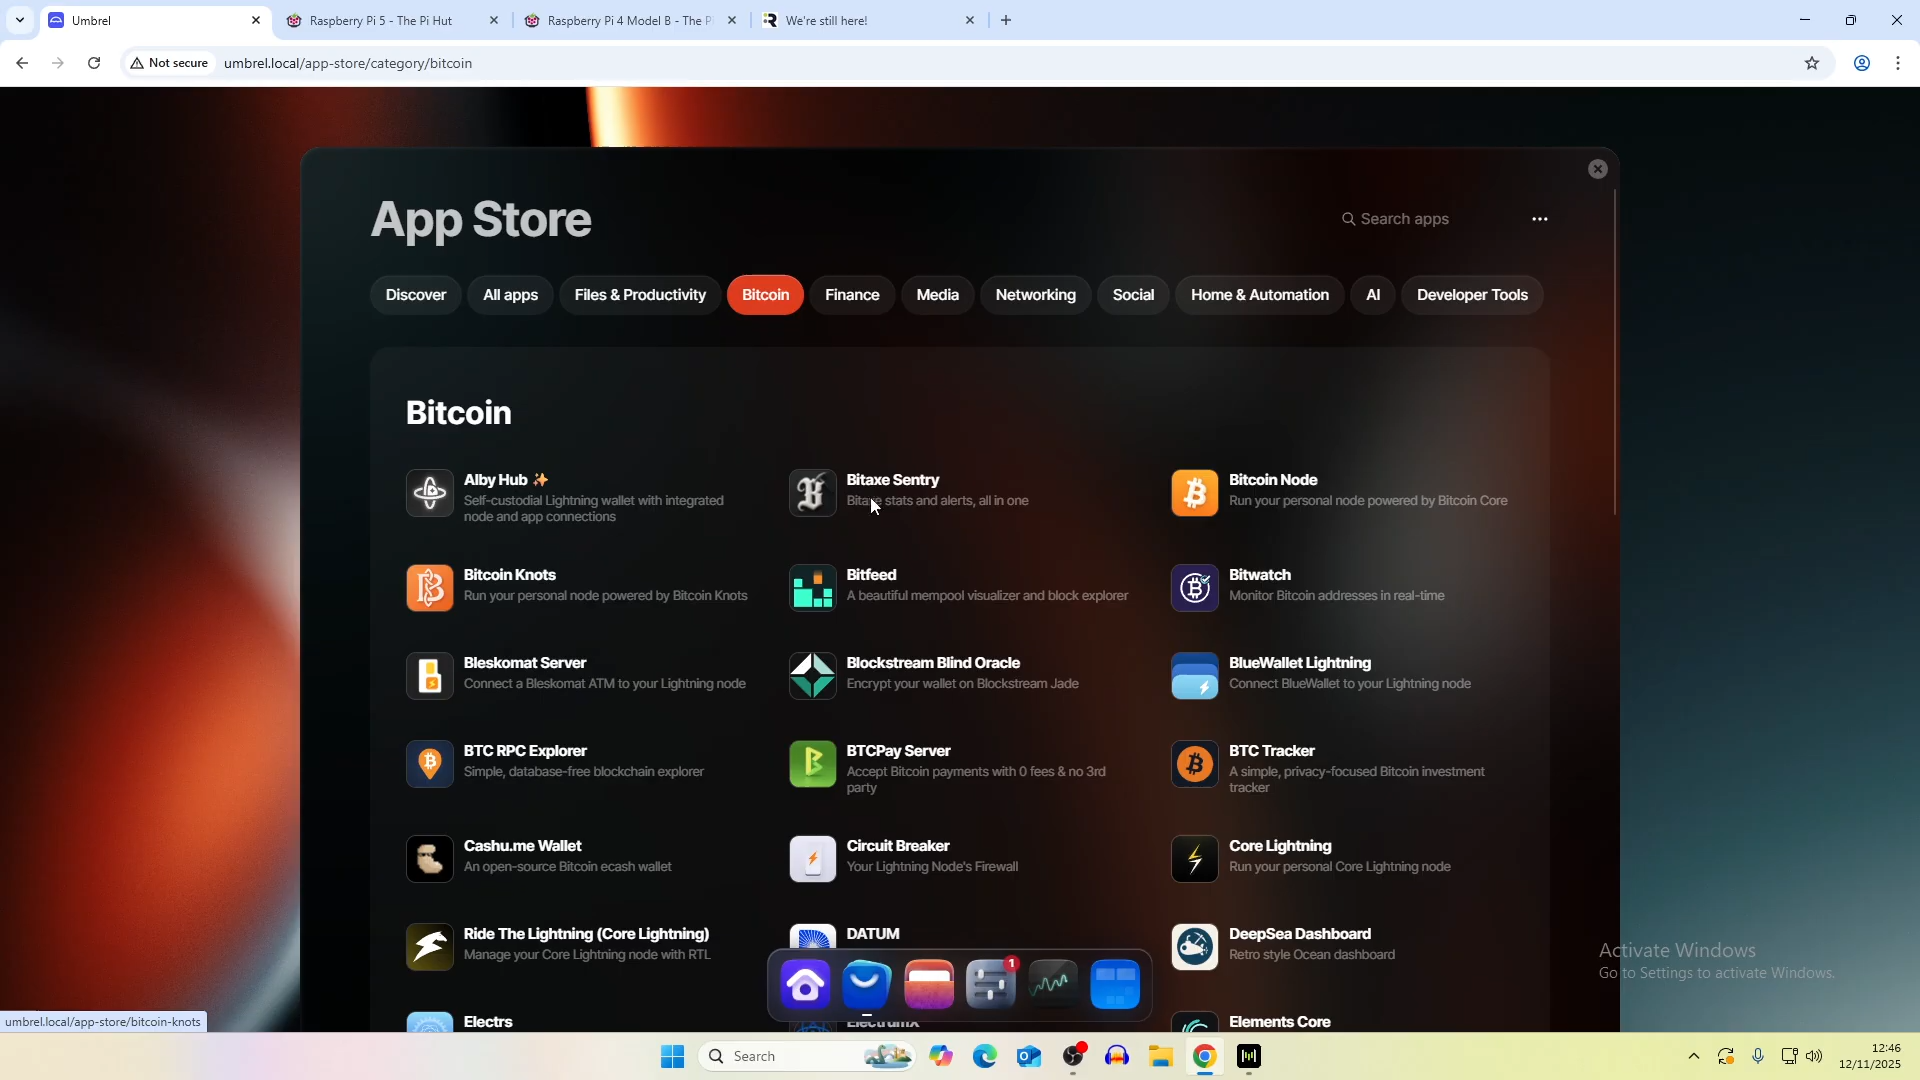 Umbrel
Raspberry Pi 5 - The Pi Hut
Raspberry Pi 4 Model B - The P
We're still here!
Not secure
umbrel.local/app-store/category/bitcoin
App Store
Search apps
Discover
All apps
Files & Productivity
Bitcoin
Finance
Media
Networking
Social
Home & Automation
AI
Developer Tools
Bitcoin
Alby Hub ✨
Self-custodial Lightning wallet with integrated
node and app connections
Bitaxe Sentry
Bitaxe stats and alerts, all in one
Bitcoin Node
Run your personal node powered by Bitcoin Core
Bitcoin Knots
Run your personal node powered by Bitcoin Knots
Bitfeed
A beautiful mempool visualizer and block explorer
Bitwatch
Monitor Bitcoin addresses in real-time
Bleskomat Server
Connect a Bleskomat ATM to your Lightning node
Blockstream Blind Oracle
Encrypt your wallet on Blockstream Jade
BlueWallet Lightning
Connect BlueWallet to your Lightning node
BTC RPC Explorer
Simple, database-free blockchain explorer
BTCPay Server
Accept Bitcoin payments with 0 fees & no 3rd
party
BTC Tracker
A simple, privacy-focused Bitcoin investment
tracker
Cashu.me Wallet
An open-source Bitcoin ecash wallet
Circuit Breaker
Your Lightning Node's Firewall
Core Lightning
Run your personal Core Lightning node
Ride The Lightning (Core Lightning)
Manage your Core Lightning node with RTL
DATUM
DeepSea Dashboard
Retro style Ocean dashboard
1
Activate Windows
Go to Settings to activate Windows.
Electrs
ElectrumX
Elements Core
umbrel.local/app-store/bitcoin-knots
Search
12:46
12/11/2025